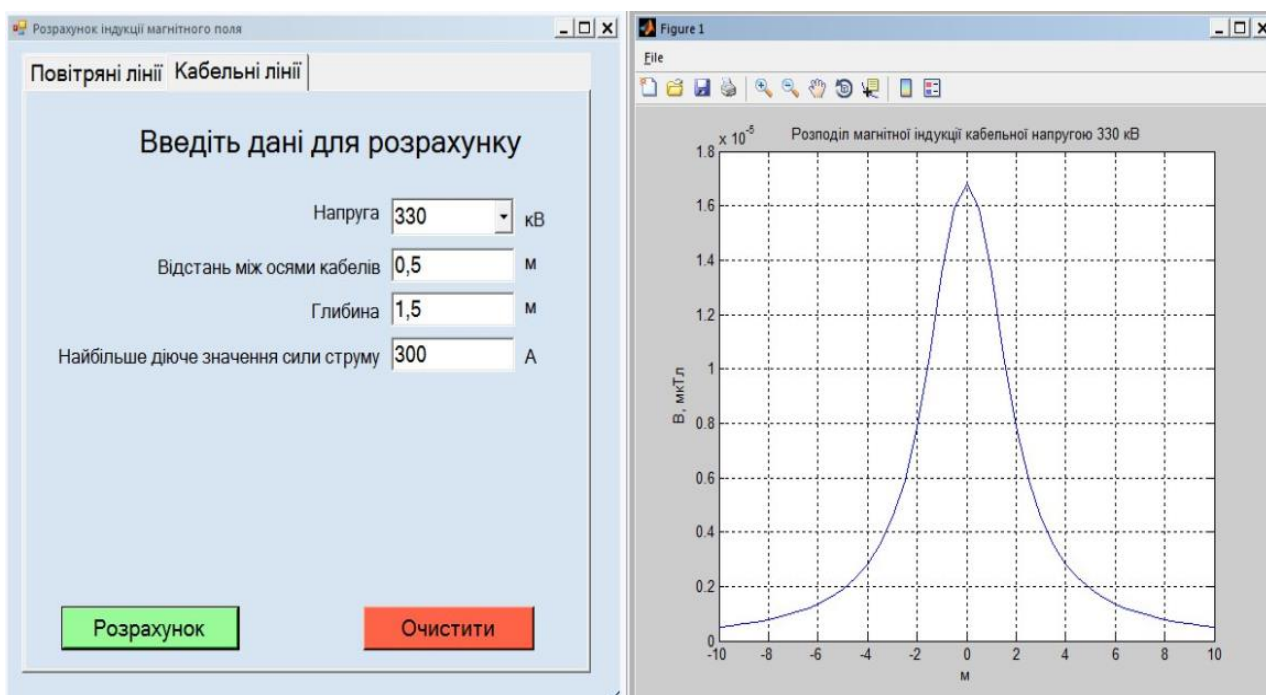 Розрахунок індукції магнітного поля
Повітряні лінії Кабельні лінії
Введіть дані для розрахунку
Напруга 330 кВ
Відстань між осями кабелів 0,5 м
Глибина 1,5 м
Найбільше діюче значення сили струму 300 А
Розрахунок Очистити
Figure 1
File
x 10-5 Розподіл магнітної індукції кабельної напругою 330 кВ
1.8
1.6
1.4
1.2
1
0.8
0.6
0.4
0.2
0
В, мкТл
-10 -8 -6 -4 -2 0 2 4 6 8 10
м